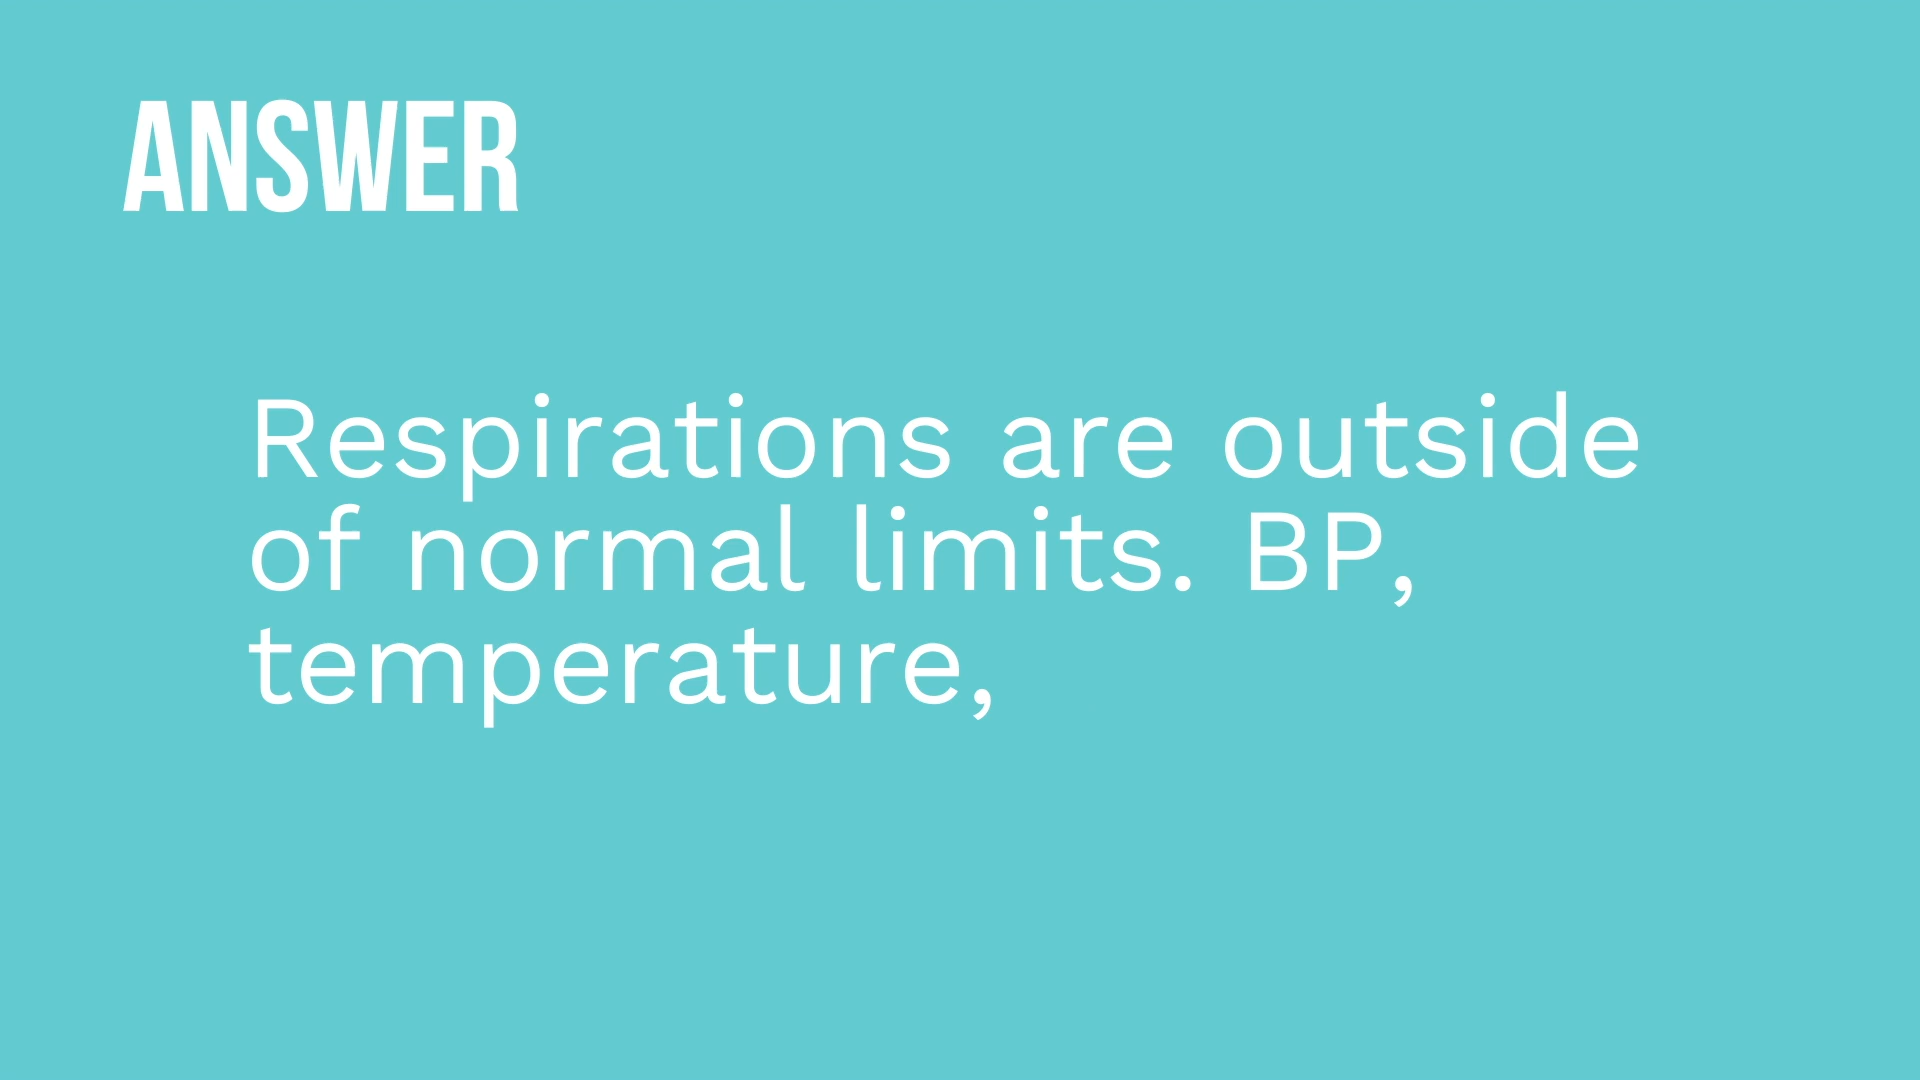 ANSWER
Respirations are outside
of normal limits. BP,
temperature,